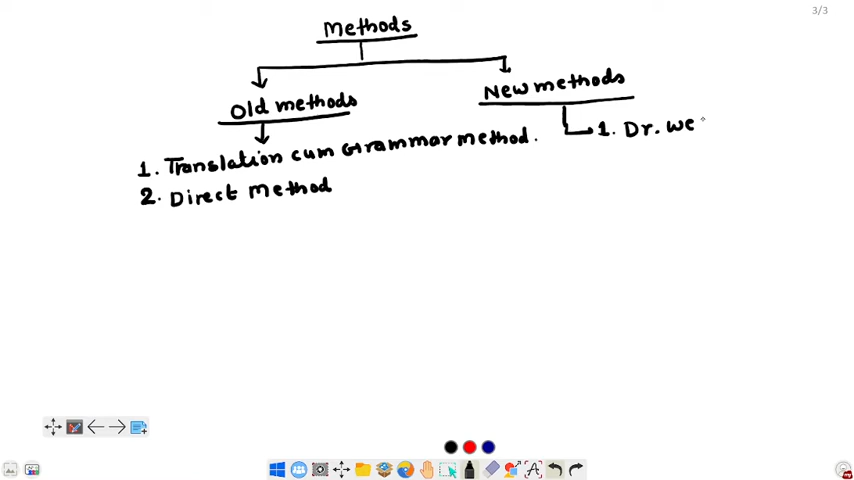 3/3
Methods
Old methods
New methods
1. Translation cum Grammar method.
2. Direct Method
1. Dr. We